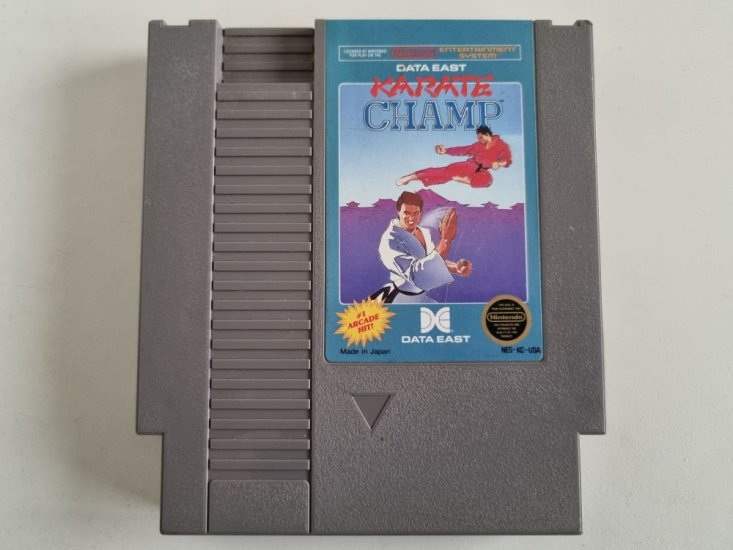 LICENSED BY NINTENDO
FOR PLAY ON THE
Nintendo
ENTERTAINMENT
SYSTEM
DATA EAST
KARATE
CHAMP™
#1
ARCADE
HIT!
DATA EAST
Made in Japan
Nintendo
NES-KC-USA